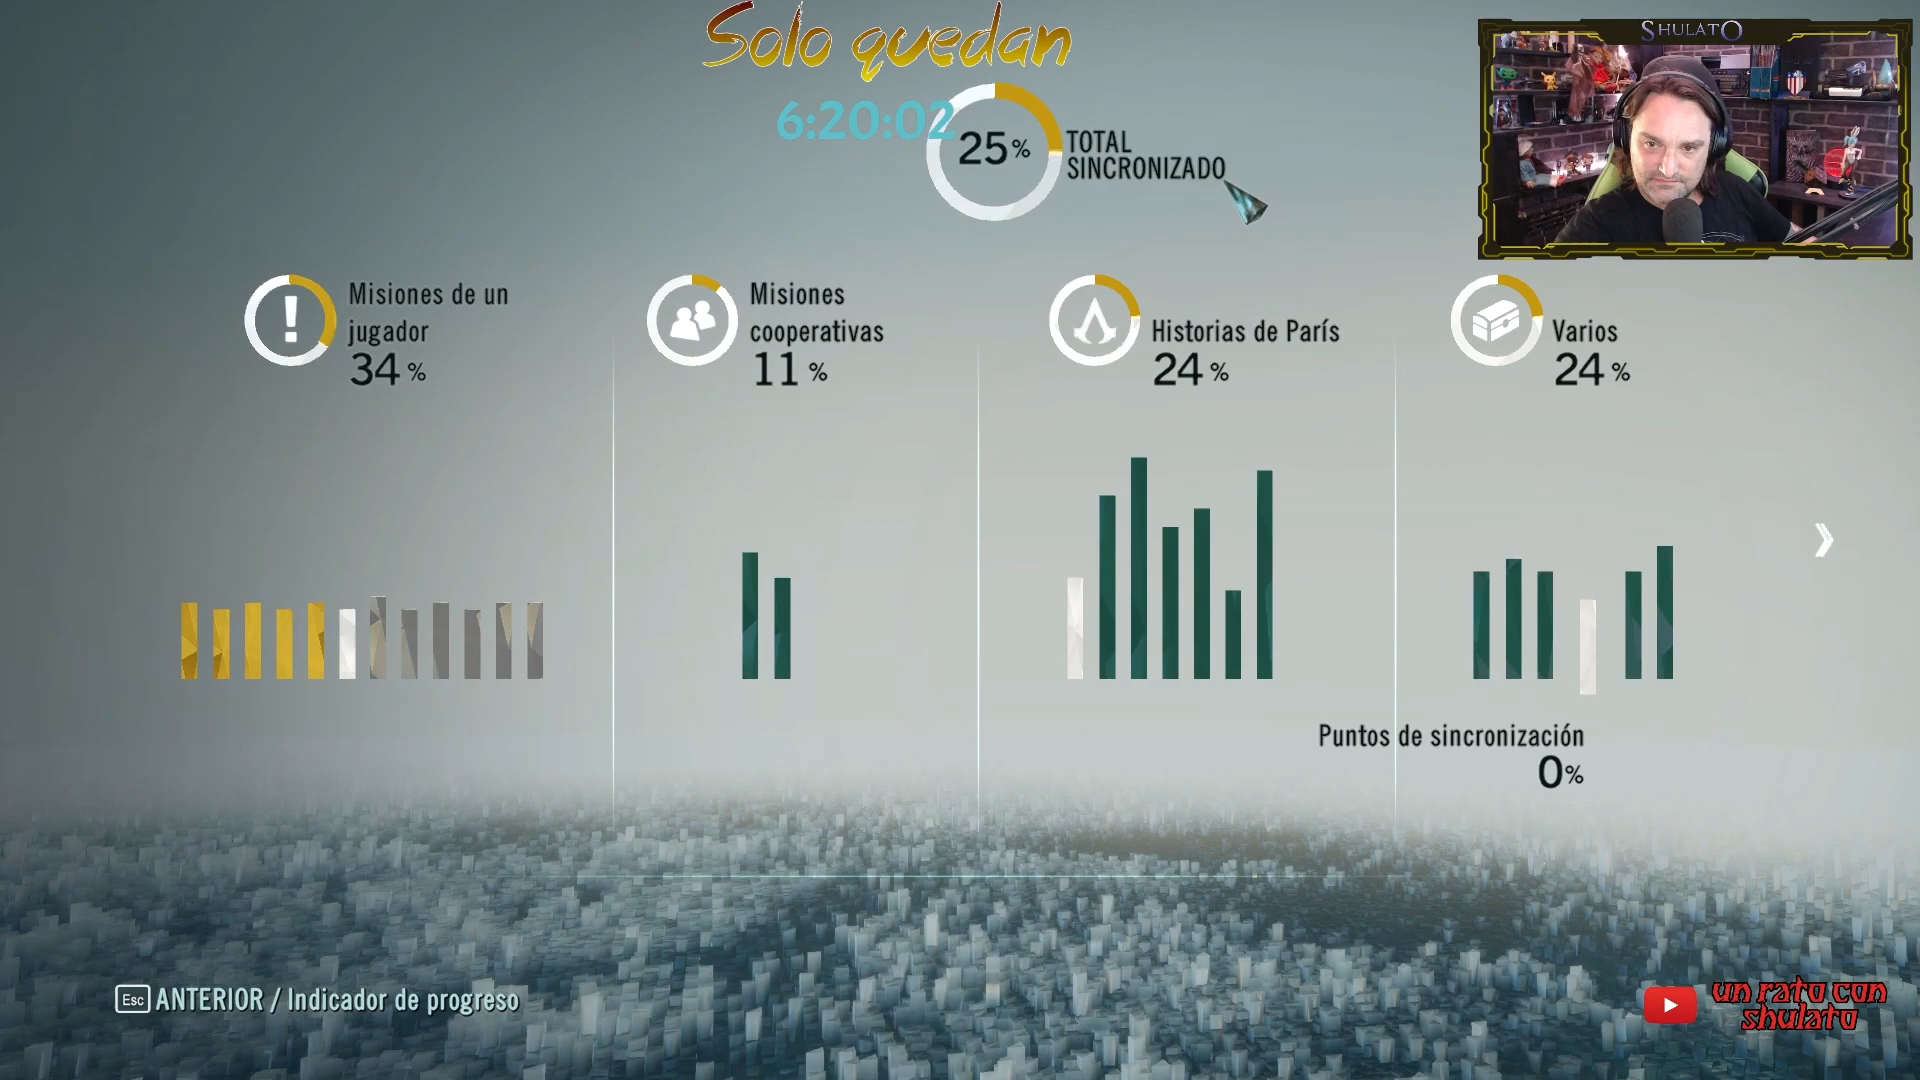 Solo quedan
6:20:02
25%
TOTAL
SINCRONIZADO
SHULATO
Misiones de un
jugador
34 %
Misiones
cooperativas
11 %
Historias de París
24 %
Varios
24 %
Puntos de sincronización
0%
Esc ANTERIOR / Indicador de progreso
un rato con
shulato